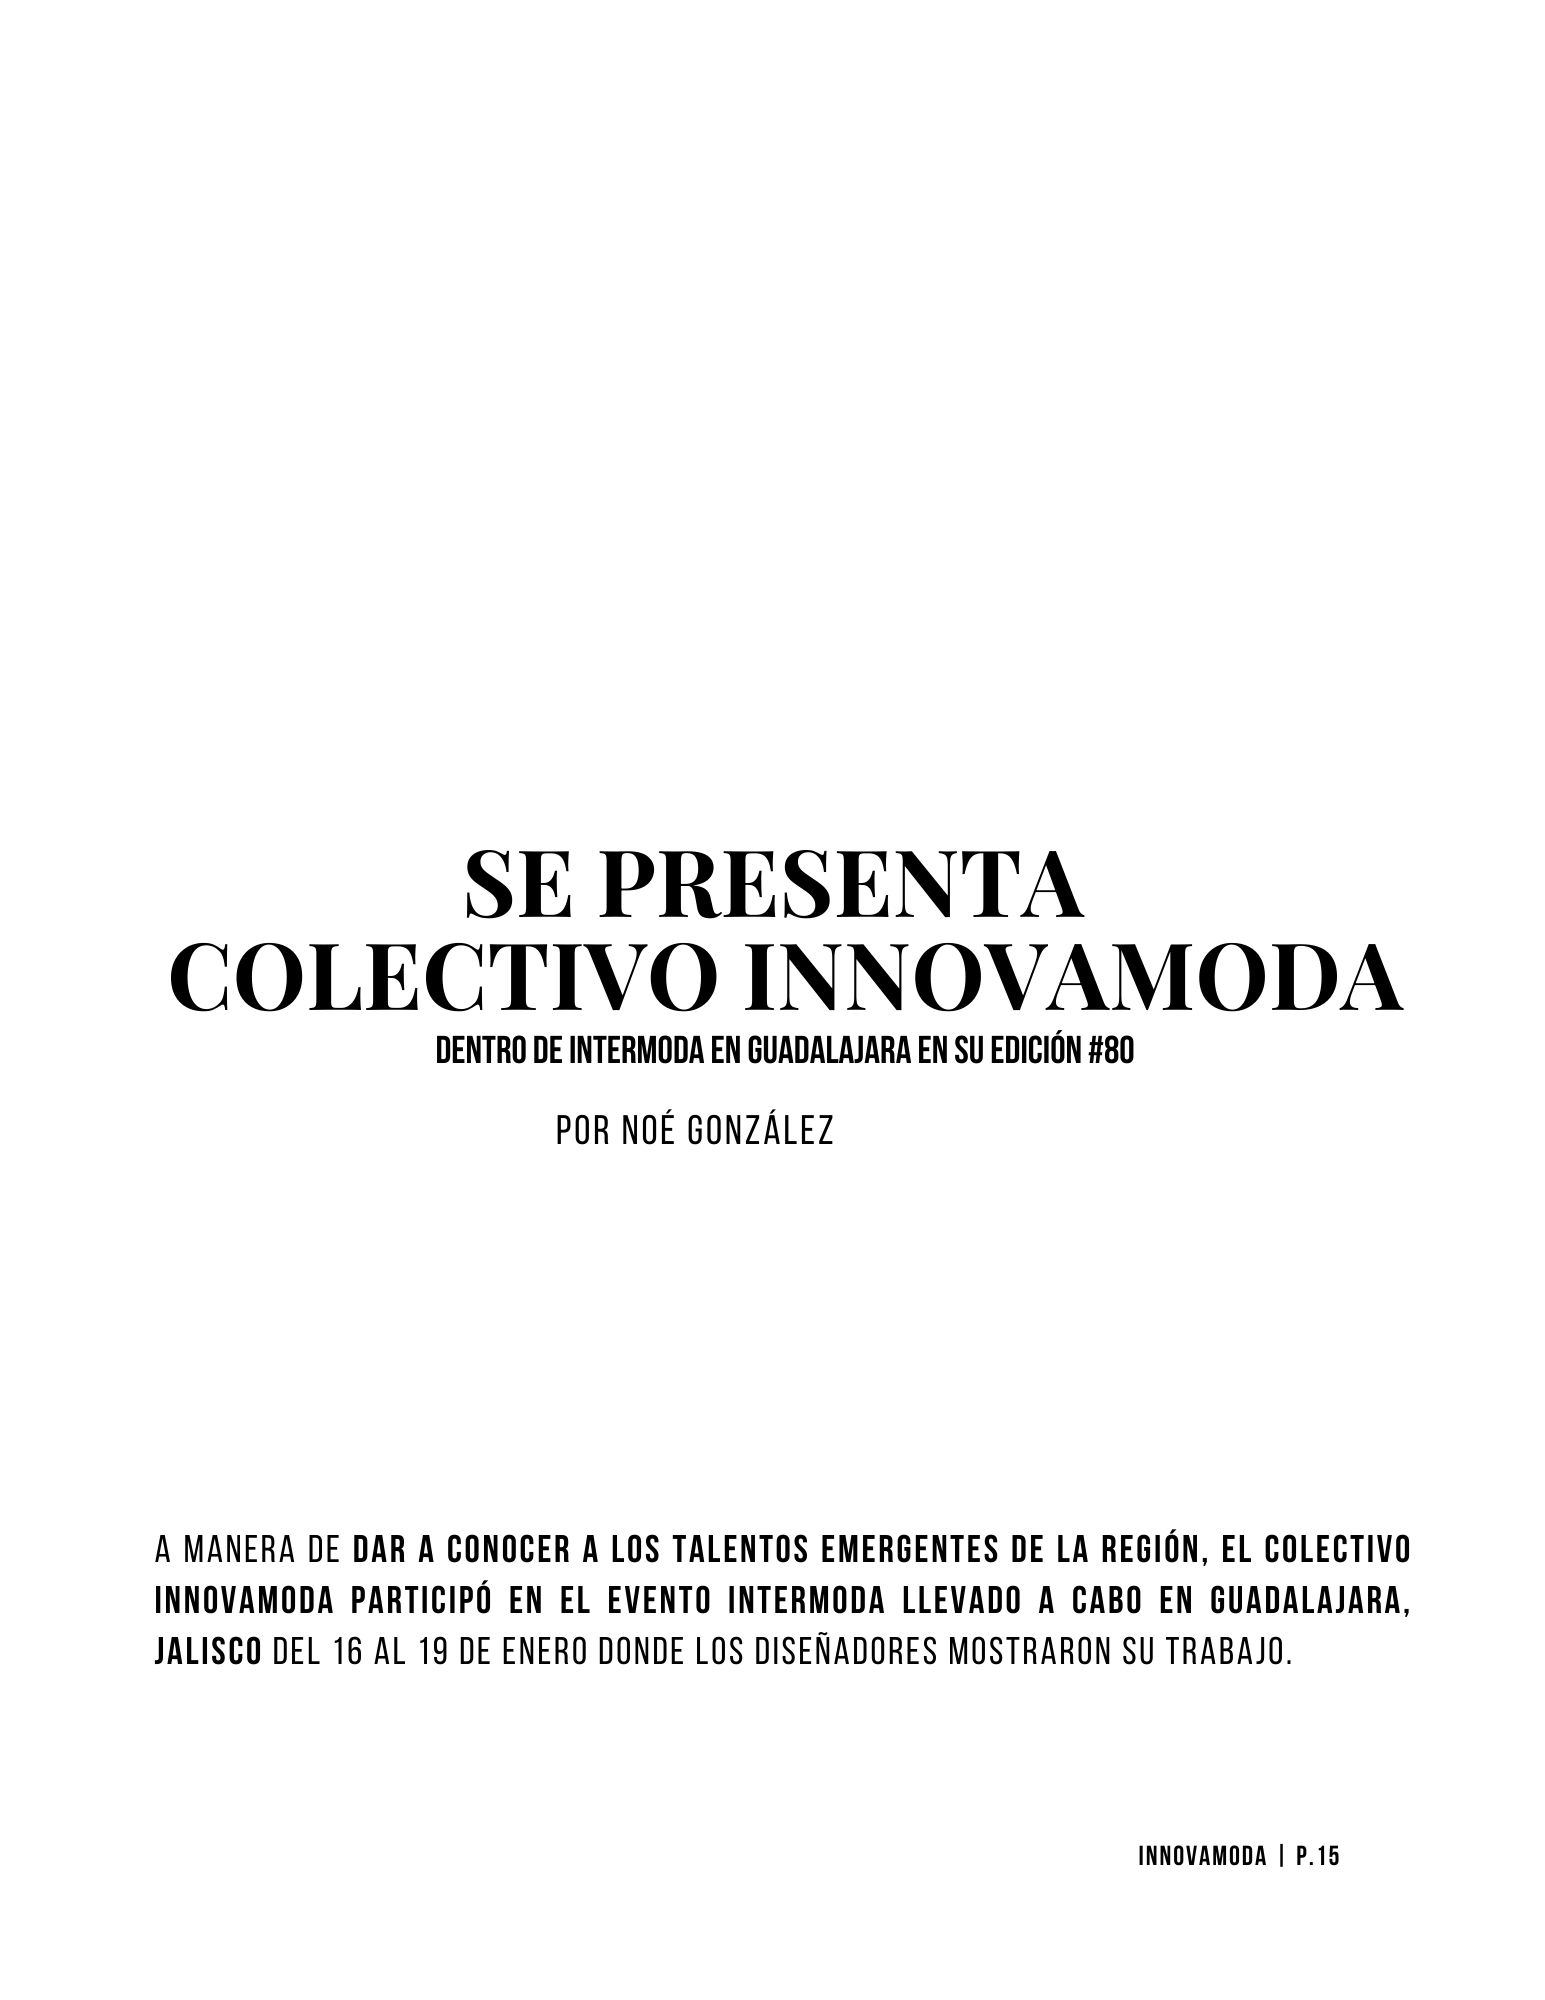 SE PRESENTA
COLECTIVO INNOVAMODA
DENTRO DE INTERMODA EN GUADALAJARA EN SU EDICIÓN #80
POR NOÉ GONZÁLEZ
A MANERA DE DAR A CONOCER A LOS TALENTOS EMERGENTES DE LA REGIÓN, EL COLECTIVO
INNOVAMODA PARTICIPÓ EN EL EVENTO INTERMODA LLEVADO A CABO EN GUADALAJARA,
JALISCO DEL 16 AL 19 DE ENERO DONDE LOS DISEÑADORES MOSTRARON SU TRABAJO.
INNOVAMODA | P.15